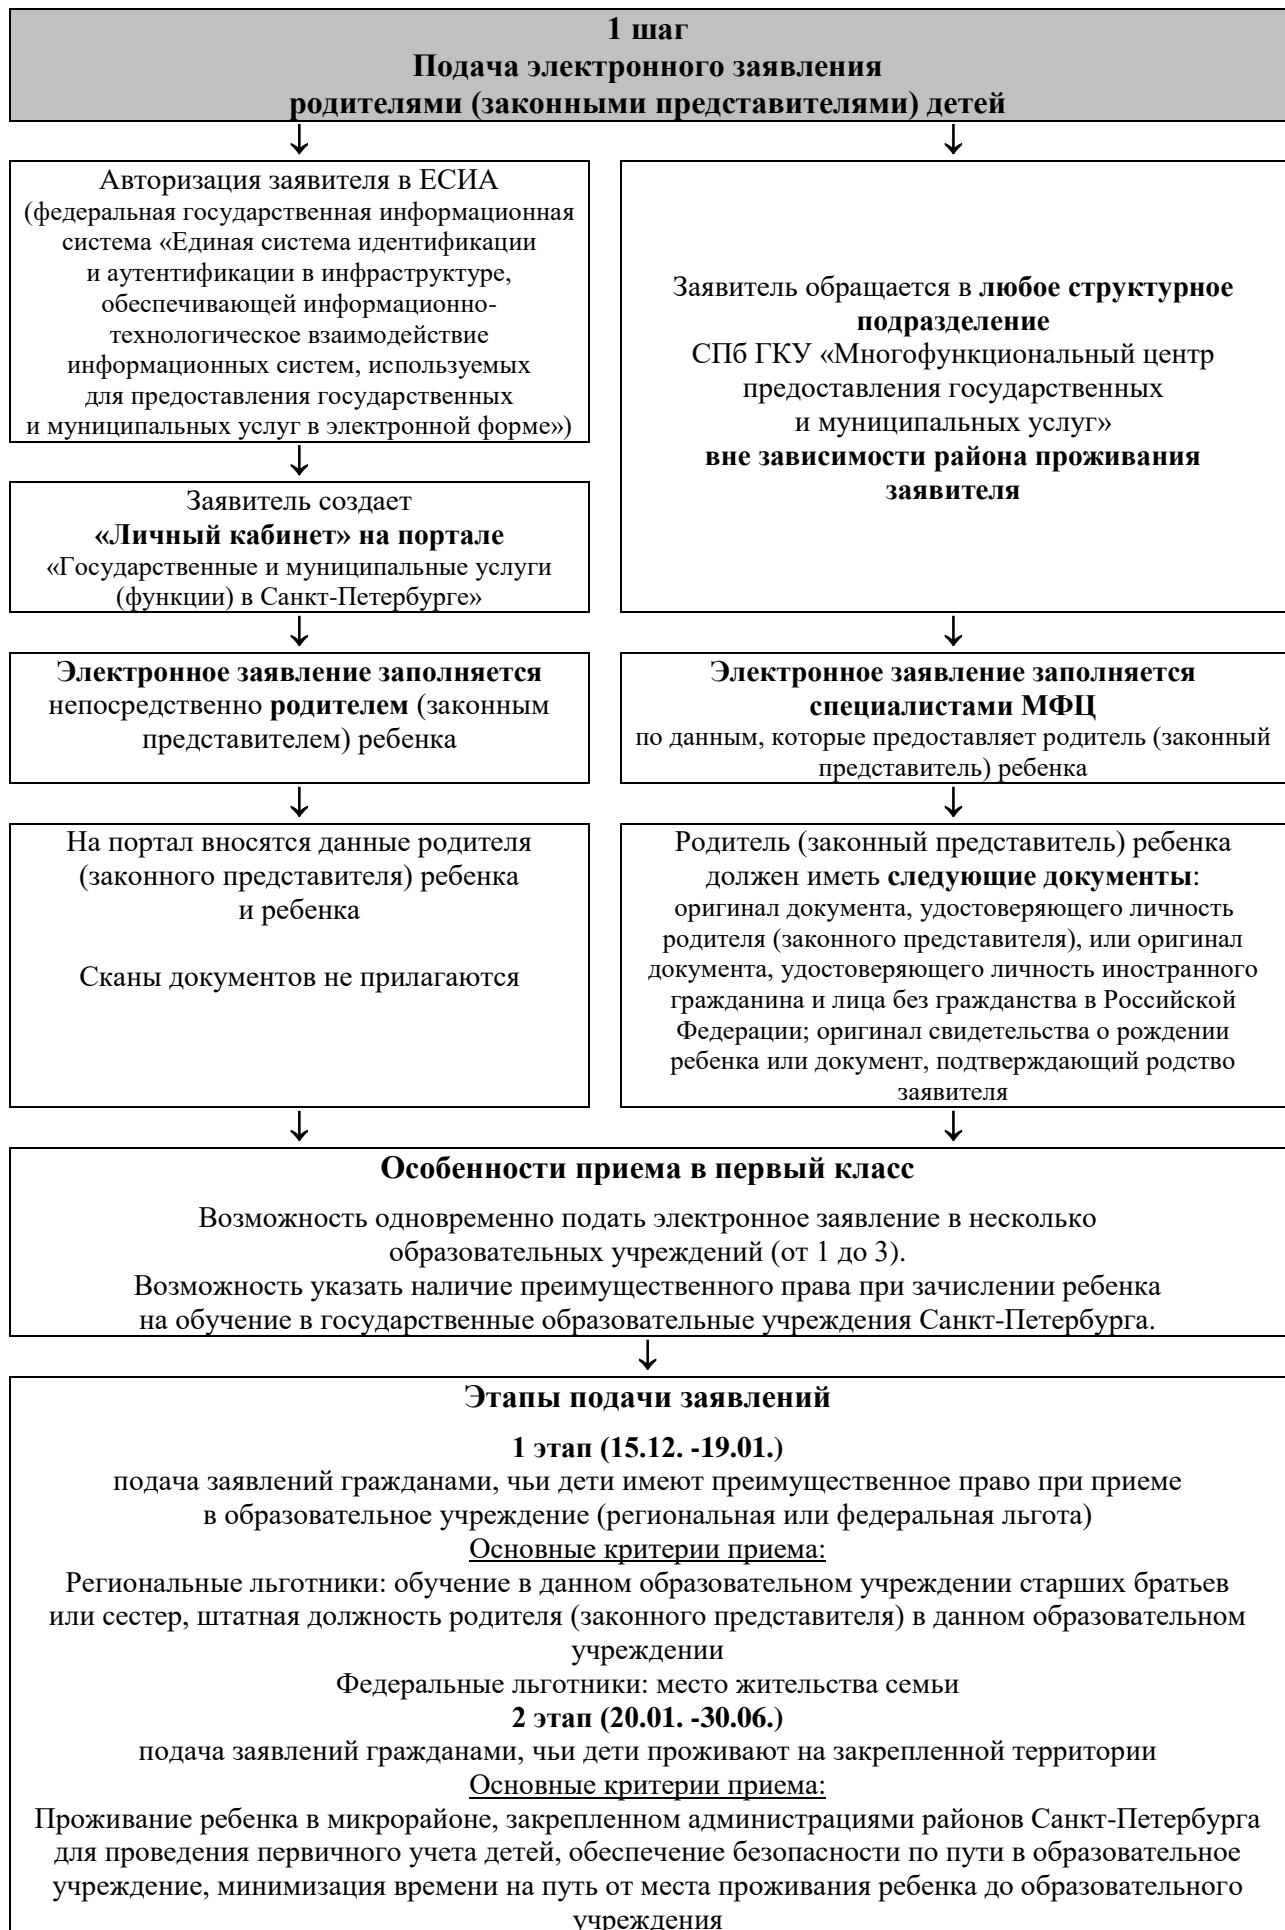 1 шаг
Подача электронного заявления
родителями (законными представителями) детей
↓
↓
Авторизация заявителя в ЕСИА
(федеральная государственная информационная
система «Единая система идентификации
и аутентификации в инфраструктуре,
обеспечивающей информационно-
технологическое взаимодействие
информационных систем, используемых
для предоставления государственных
и муниципальных услуг в электронной форме»)
↓
Заявитель создает
«Личный кабинет» на портале
«Государственные и муниципальные услуги
(функции) в Санкт-Петербурге»
Заявитель обращается в любое структурное
подразделение
СПб ГКУ «Многофункциональный центр
предоставления государственных
и муниципальных услуг»
вне зависимости района проживания
заявителя
↓
↓
Электронное заявление заполняется
непосредственно родителем (законным
представителем) ребенка
Электронное заявление заполняется
специалистами МФЦ
по данным, которые предоставляет родитель (законный
представитель) ребенка
↓
↓
На портал вносятся данные родителя
(законного представителя) ребенка
и ребенка
Сканы документов не прилагаются
Родитель (законный представитель) ребенка
должен иметь следующие документы:
оригинал документа, удостоверяющего личность
родителя (законного представителя), или оригинал
документа, удостоверяющего личность иностранного
гражданина и лица без гражданства в Российской
Федерации; оригинал свидетельства о рождении
ребенка или документ, подтверждающий родство
заявителя
↓
↓
Особенности приема в первый класс
Возможность одновременно подать электронное заявление в несколько
образовательных учреждений (от 1 до 3).
Возможность указать наличие преимущественного права при зачислении ребенка
на обучение в государственные образовательные учреждения Санкт-Петербурга.
↓
Этапы подачи заявлений
1 этап (15.12. -19.01.)
подача заявлений гражданами, чьи дети имеют преимущественное право при приеме
в образовательное учреждение (региональная или федеральная льгота)
Основные критерии приема:
Региональные льготники: обучение в данном образовательном учреждении старших братьев
или сестер, штатная должность родителя (законного представителя) в данном образовательном
учреждении
Федеральные льготники: место жительства семьи
2 этап (20.01. -30.06.)
подача заявлений гражданами, чьи дети проживают на закрепленной территории
Основные критерии приема:
Проживание ребенка в микрорайоне, закрепленном администрациями районов Санкт-Петербурга
для проведения первичного учета детей, обеспечение безопасности по пути в образовательное
учреждение, минимизация времени на путь от места проживания ребенка до образовательного
учреждения